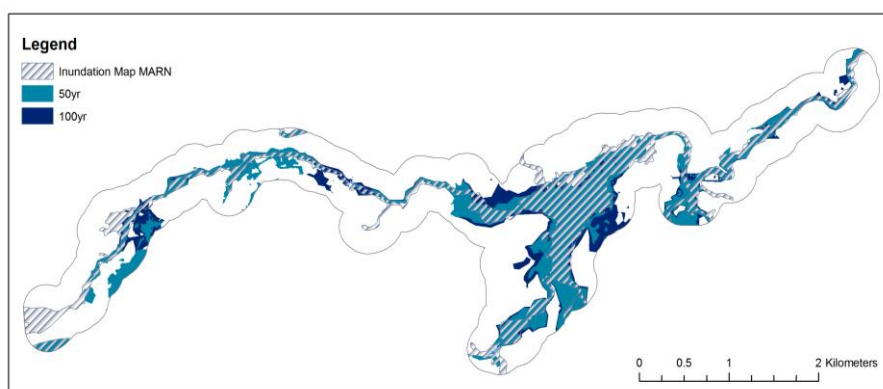 Legend
Inundation Map MARN
50yr
100yr
0 0.5 1 2 Kilometers